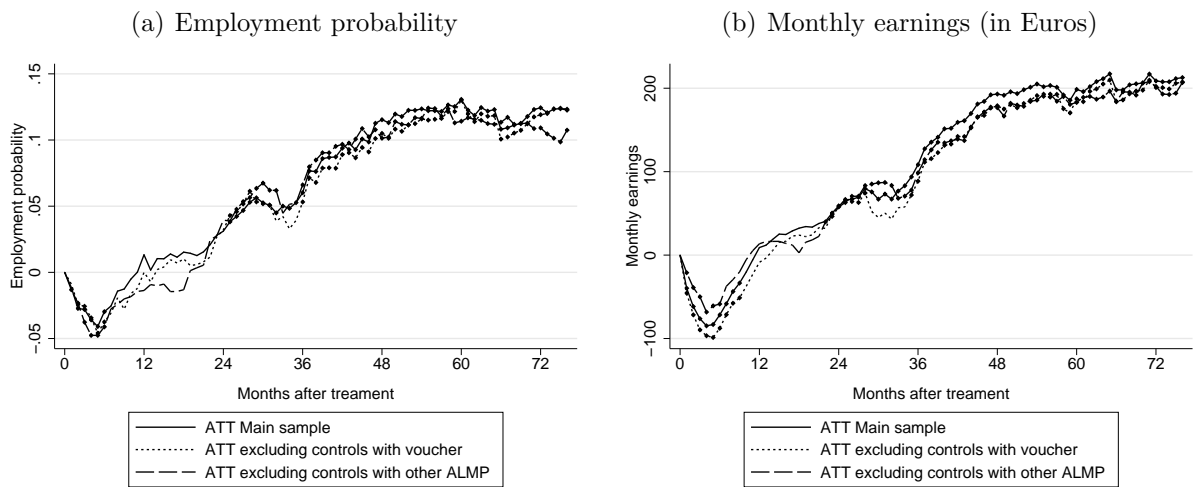 (a) Employment probability
(b) Monthly earnings (in Euros)
Employment probability
.15
.1
.05
0
-.05
0 12 24 36 48 60 72
Months after treament
ATT Main sample
ATT excluding controls with voucher
ATT excluding controls with other ALMP
Monthly earnings
200
100
0
-100
0 12 24 36 48 60 72
Months after treament
ATT Main sample
ATT excluding controls with voucher
ATT excluding controls with other ALMP